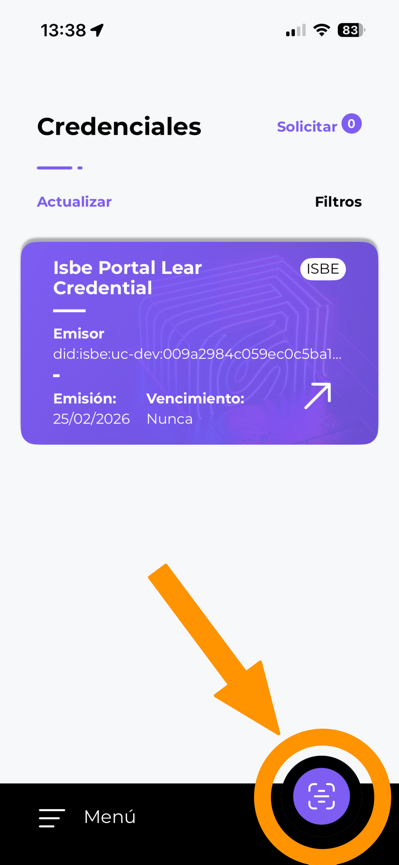 13:38
83
Credenciales
Solicitar 0
Actualizar
Filtros
Isbe Portal Lear
Credential
ISBE
Emisor
did:isbe:uc-dev:009a2984c059ec0c5ba1...
Emisión: Vencimiento:
25/02/2026 Nunca
Menú